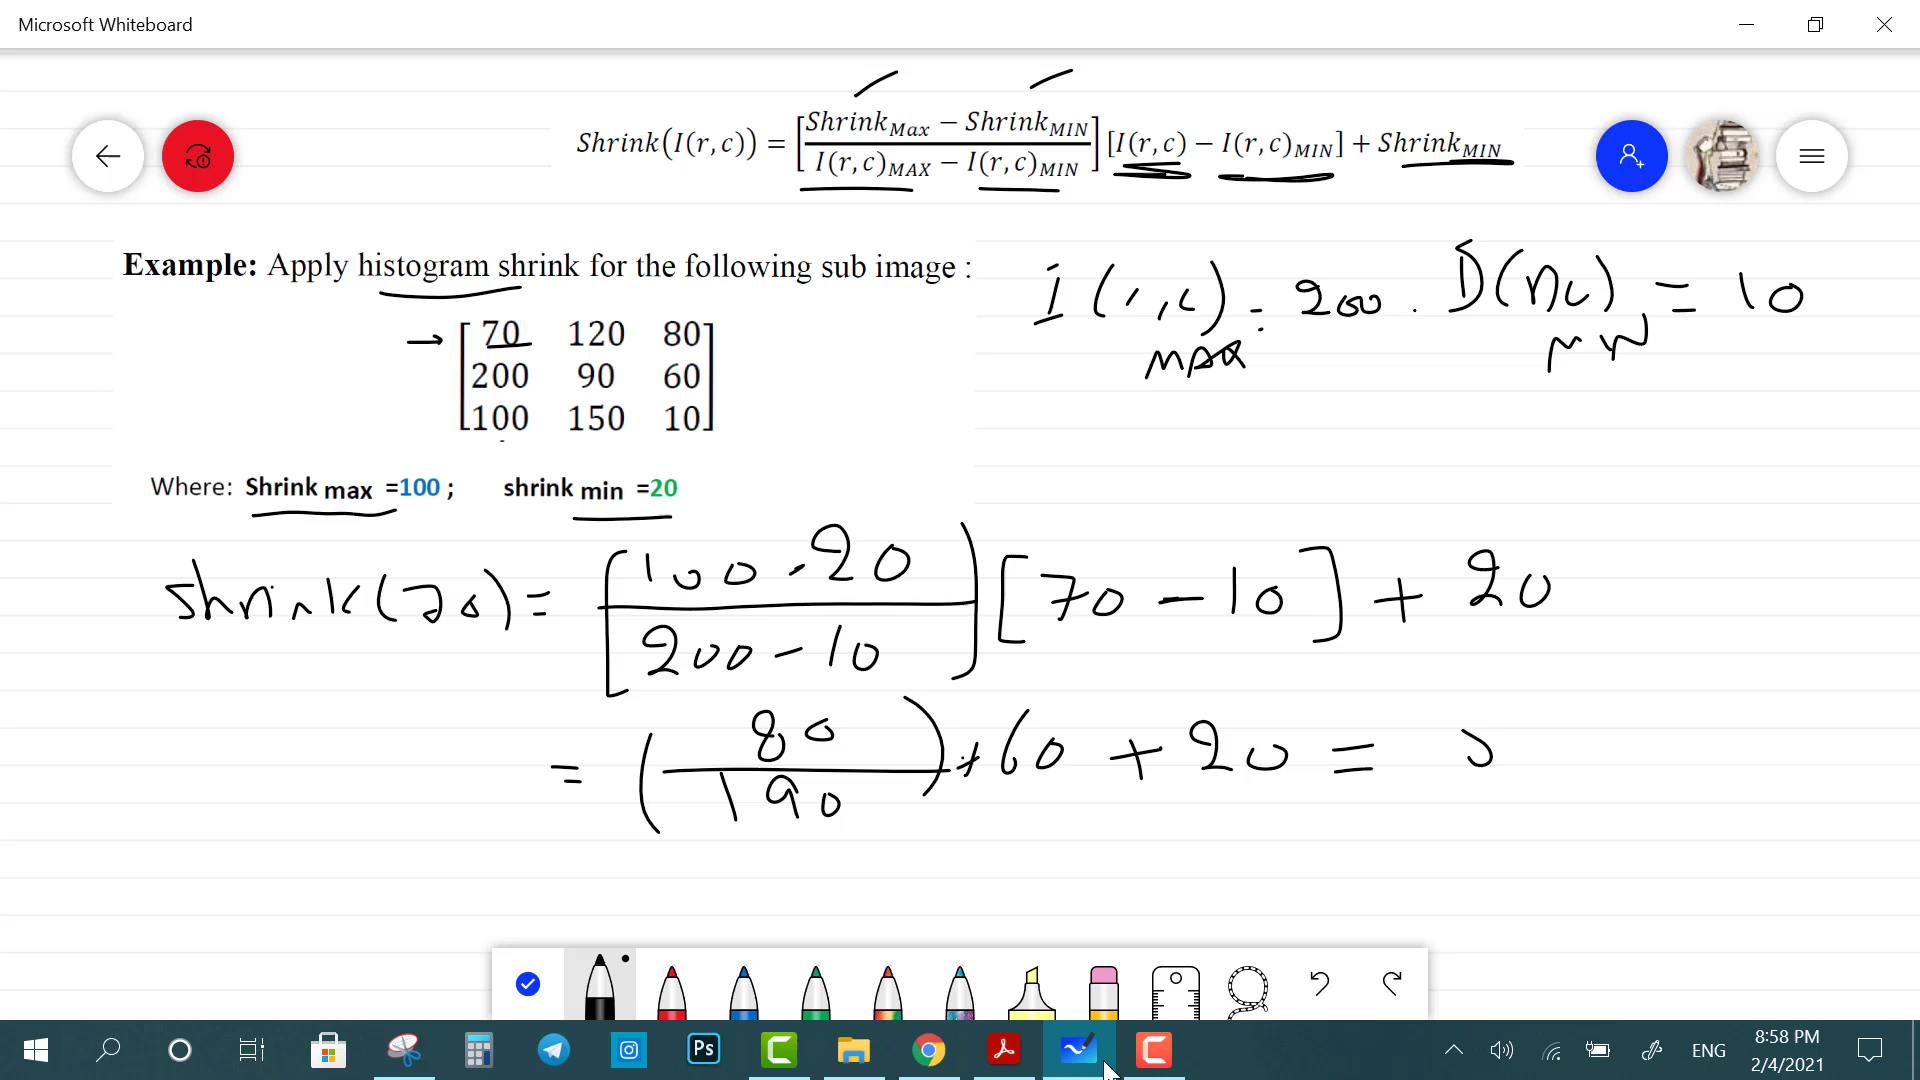 Microsoft Whiteboard
Shrink(I(r,c)) = [Shrink_Max − Shrink_MIN / I(r,c)_MAX − I(r,c)_MIN] [I(r,c) − I(r,c)_MIN] + Shrink_MIN
Example: Apply histogram shrink for the following sub image :
I(r,c) MAX = 200 . I(r,c) MIN = 10
→ 70 120 80
200 90 60
100 150 10
Where: Shrink max =100 ; shrink min =20
shrink(70) = [100 - 20 / 200 - 10] [70 - 10] + 20
= (80 / 190) * 60 + 20 =
Ps
ENG
8:58 PM
2/4/2021